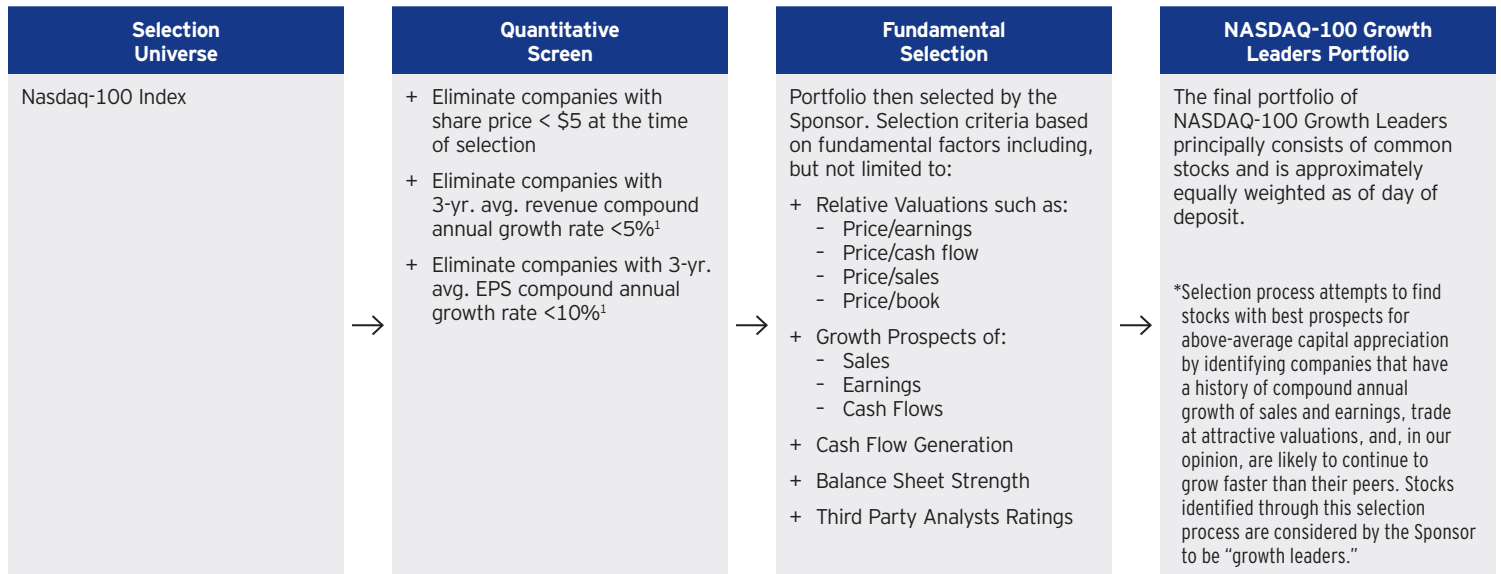 Selection
Universe
Nasdaq-100 Index
Quantitative
Screen
+ Eliminate companies with
share price < $5 at the time
of selection
+ Eliminate companies with
3-yr. avg. revenue compound
annual growth rate <5%¹
+ Eliminate companies with 3-yr.
avg. EPS compound annual
growth rate <10%¹
Fundamental
Selection
Portfolio then selected by the
Sponsor. Selection criteria based
on fundamental factors including,
but not limited to:
+ Relative Valuations such as:
– Price/earnings
– Price/cash flow
– Price/sales
– Price/book
+ Growth Prospects of:
– Sales
– Earnings
– Cash Flows
+ Cash Flow Generation
+ Balance Sheet Strength
+ Third Party Analysts Ratings
NASDAQ-100 Growth
Leaders Portfolio
The final portfolio of
NASDAQ-100 Growth Leaders
principally consists of common
stocks and is approximately
equally weighted as of day of
deposit.
*Selection process attempts to find
stocks with best prospects for
above-average capital appreciation
by identifying companies that have
a history of compound annual
growth of sales and earnings, trade
at attractive valuations, and, in our
opinion, are likely to continue to
grow faster than their peers. Stocks
identified through this selection
process are considered by the Sponsor
to be “growth leaders.”